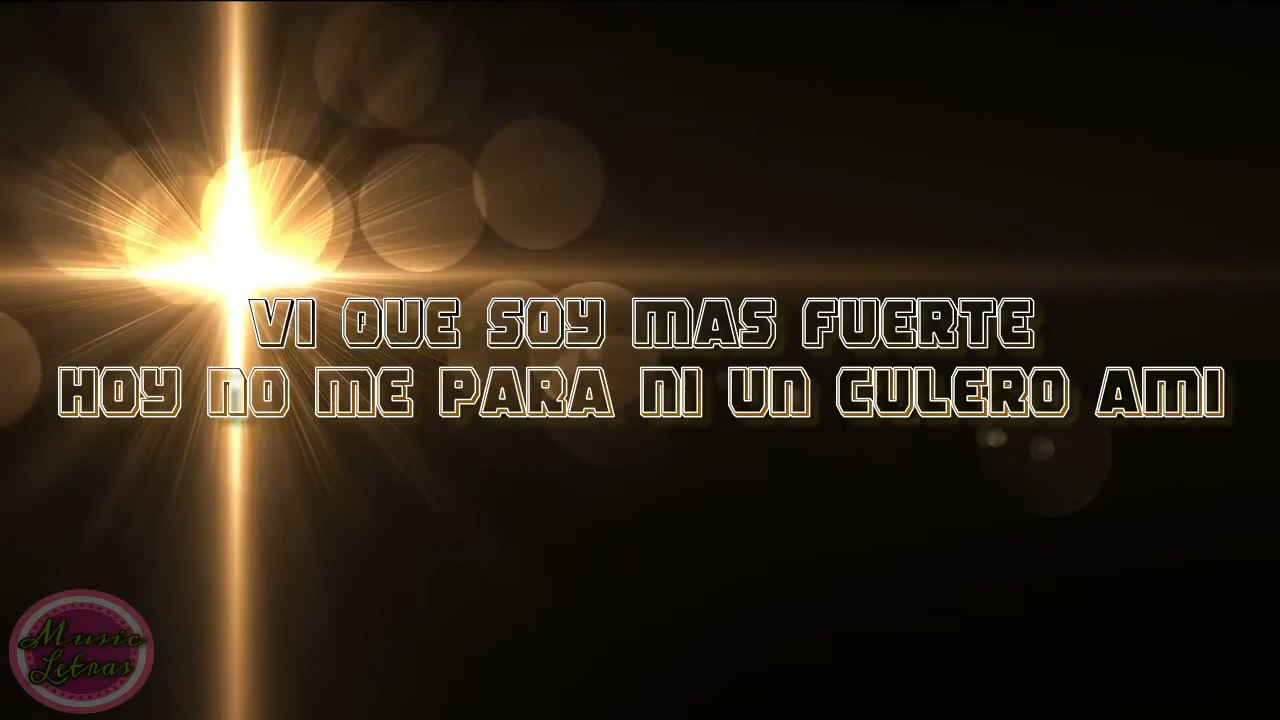 VI QUE SOY MAS FUERTE
HOY NO ME PARA NI UN CULERO AMI
Music
Letras